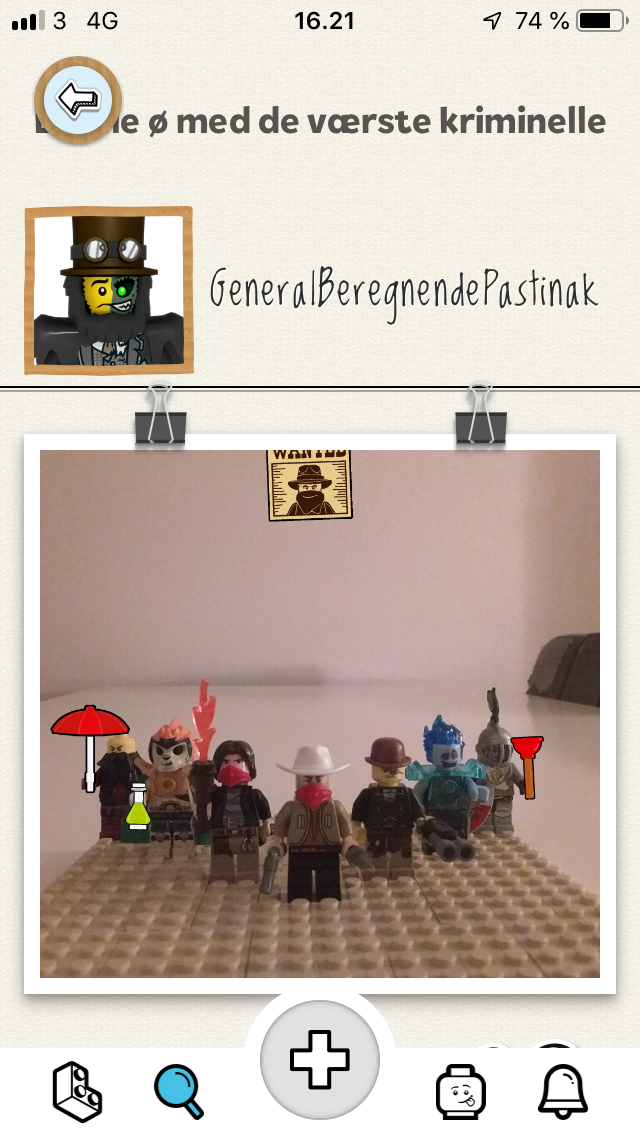 3 4G 16.21 74 %
ø med de værste kriminelle
GeneralBeregnendePastinak
WANTED